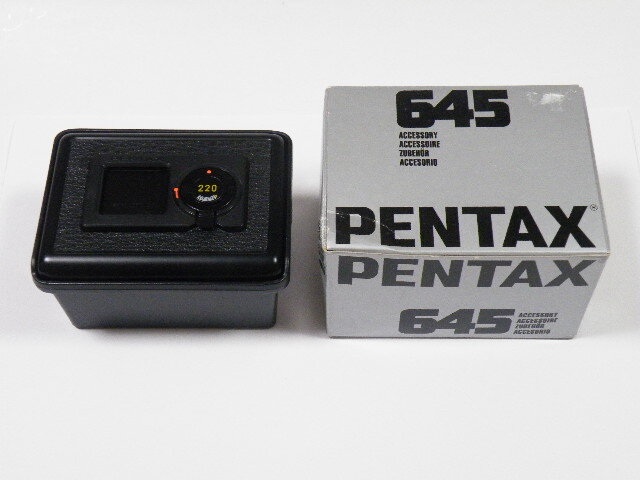 220
645
ACCESSORY
ACCESSOIRE
ZUBEHÖR
ACCESORIO
PENTAX®
PENTAX
645
ACCESSORY
ACCESSOIRE
ZUBEHÖR
ACCESORIO